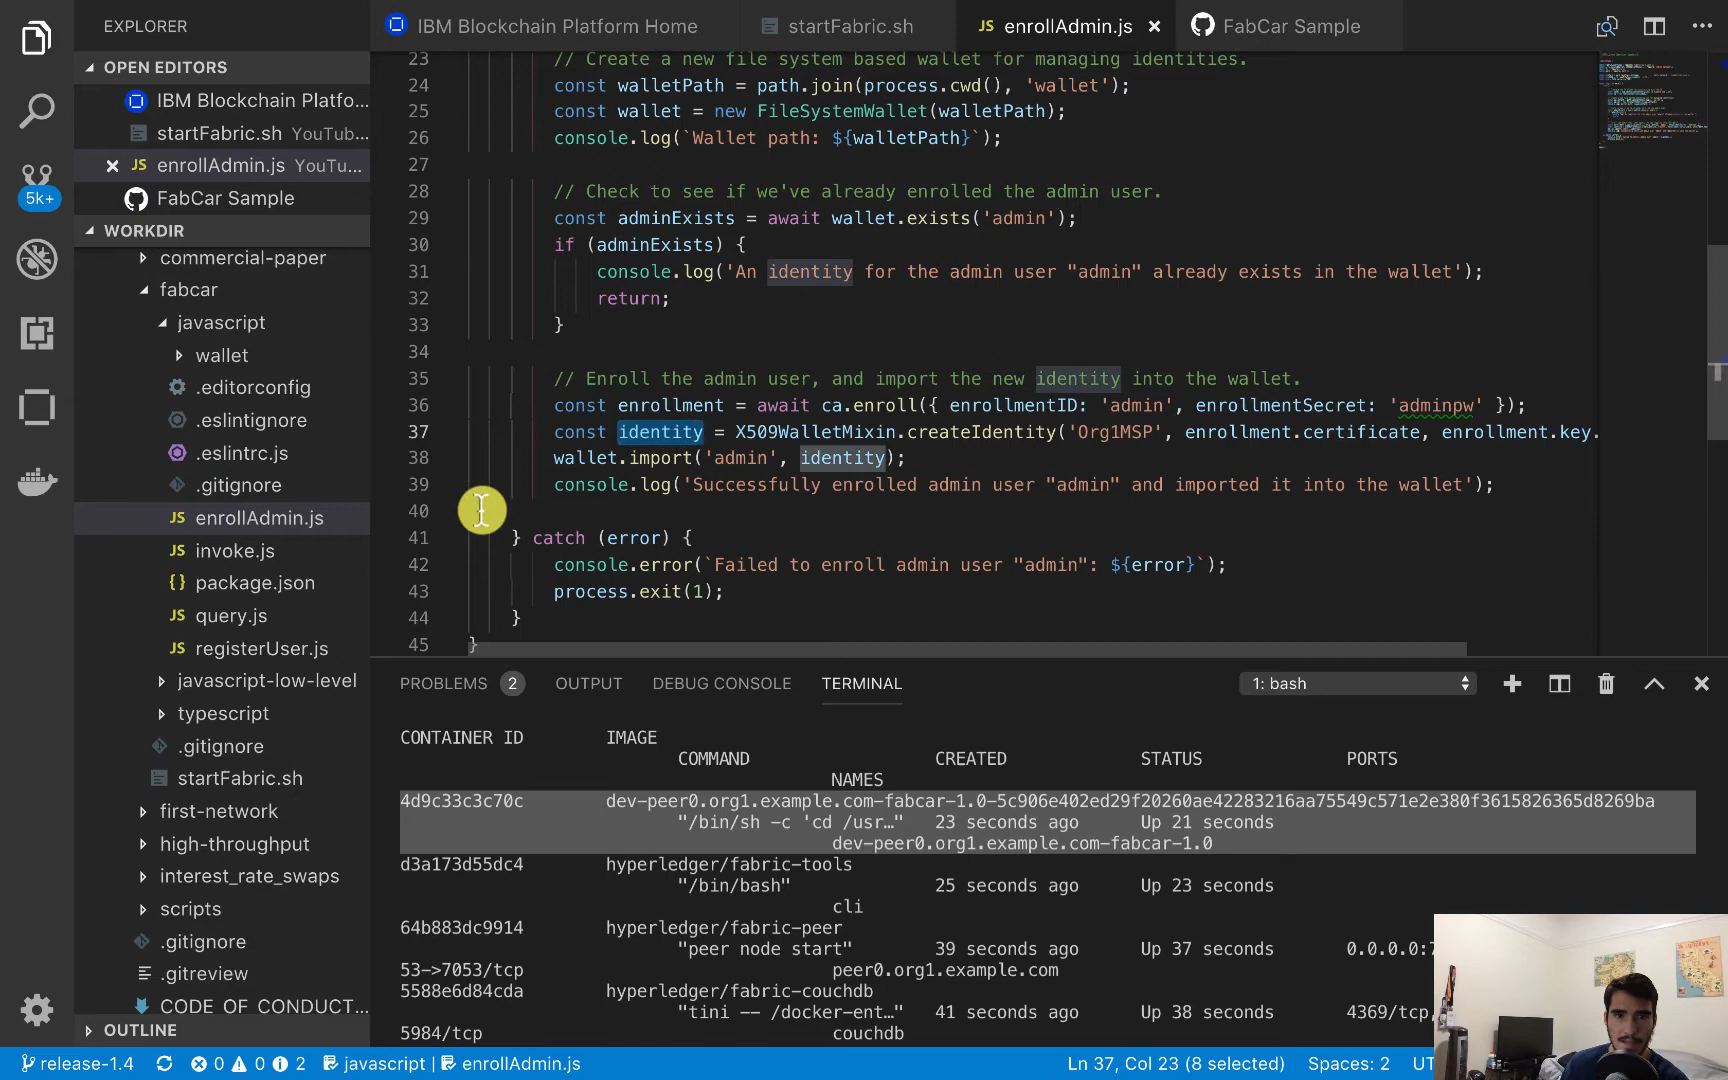 EXPLORER
IBM Blockchain Platform Home
startFabric.sh
JS enrollAdmin.js
FabCar Sample
OPEN EDITORS
IBM Blockchain Platfo...
startFabric.sh YouTub...
JS enrollAdmin.js YouTu...
FabCar Sample
5k+
WORKDIR
commercial-paper
fabcar
javascript
wallet
.editorconfig
.eslintignore
.eslintrc.js
.gitignore
JS enrollAdmin.js
JS invoke.js
{} package.json
JS query.js
JS registerUser.js
javascript-low-level
typescript
.gitignore
startFabric.sh
first-network
high-throughput
interest_rate_swaps
scripts
.gitignore
.gitreview
CODE_OF_CONDUCT...
OUTLINE
23 // Create a new file system based wallet for managing identities.
24 const walletPath = path.join(process.cwd(), 'wallet');
25 const wallet = new FileSystemWallet(walletPath);
26 console.log(`Wallet path: ${walletPath}`);
27
28 // Check to see if we've already enrolled the admin user.
29 const adminExists = await wallet.exists('admin');
30 if (adminExists) {
31 console.log('An identity for the admin user "admin" already exists in the wallet');
32 return;
33 }
34
35 // Enroll the admin user, and import the new identity into the wallet.
36 const enrollment = await ca.enroll({ enrollmentID: 'admin', enrollmentSecret: 'adminpw' });
37 const identity = X509WalletMixin.createIdentity('Org1MSP', enrollment.certificate, enrollment.key.
38 wallet.import('admin', identity);
39 console.log('Successfully enrolled admin user "admin" and imported it into the wallet');
40
41 } catch (error) {
42 console.error(`Failed to enroll admin user "admin": ${error}`);
43 process.exit(1);
44 }
45 }
PROBLEMS 2 OUTPUT DEBUG CONSOLE TERMINAL 1: bash
CONTAINER ID IMAGE
COMMAND CREATED STATUS PORTS
NAMES
4d9c33c3c70c dev-peer0.org1.example.com-fabcar-1.0-5c906e402ed29f20260ae42283216aa75549c571e2e380f3615826365d8269ba
"/bin/sh -c 'cd /usr…" 23 seconds ago Up 21 seconds
dev-peer0.org1.example.com-fabcar-1.0
d3a173d55dc4 hyperledger/fabric-tools
"/bin/bash" 25 seconds ago Up 23 seconds
cli
64b883dc9914 hyperledger/fabric-peer
"peer node start" 39 seconds ago Up 37 seconds 0.0.0.0:7
53->7053/tcp peer0.org1.example.com
5588e6d84cda hyperledger/fabric-couchdb
"tini -- /docker-ent…" 41 seconds ago Up 38 seconds 4369/tcp,
5984/tcp couchdb
release-1.4 0 0 2 javascript | enrollAdmin.js Ln 37, Col 23 (8 selected) Spaces: 2 UT